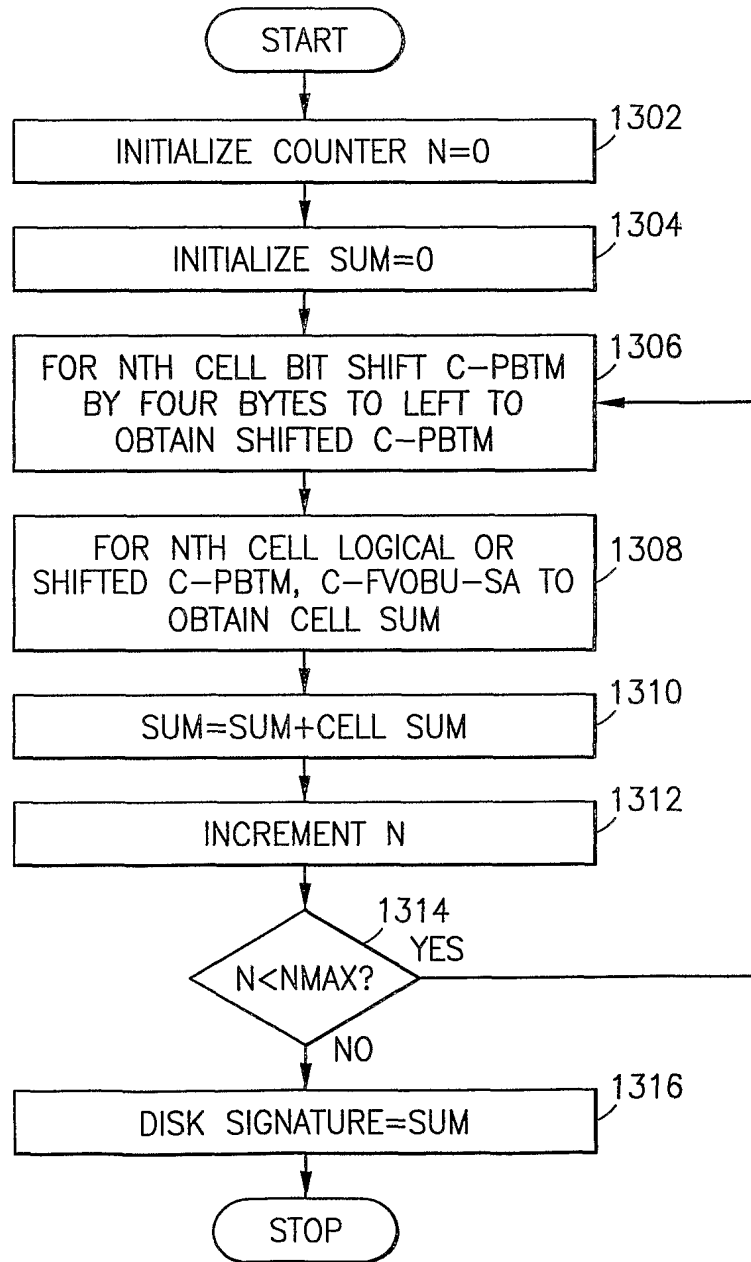 START
1302
INITIALIZE COUNTER N=0
1304
INITIALIZE SUM=0
1306
FOR NTH CELL BIT SHIFT C-PBTM
BY FOUR BYTES TO LEFT TO
OBTAIN SHIFTED C-PBTM
1308
FOR NTH CELL LOGICAL OR
SHIFTED C-PBTM, C-FVOBU-SA TO
OBTAIN CELL SUM
1310
SUM=SUM+CELL SUM
1312
INCREMENT N
1314
YES
N<NMAX?
NO
1316
DISK SIGNATURE=SUM
STOP